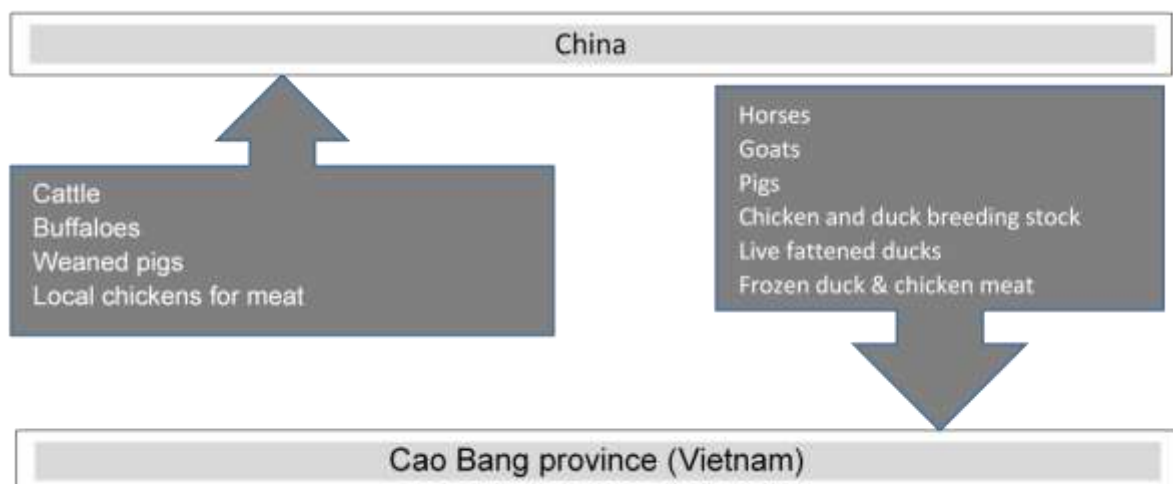 China
Cattle
Buffaloes
Weaned pigs
Local chickens for meat
Horses
Goats
Pigs
Chicken and duck breeding stock
Live fattened ducks
Frozen duck & chicken meat
Cao Bang province (Vietnam)